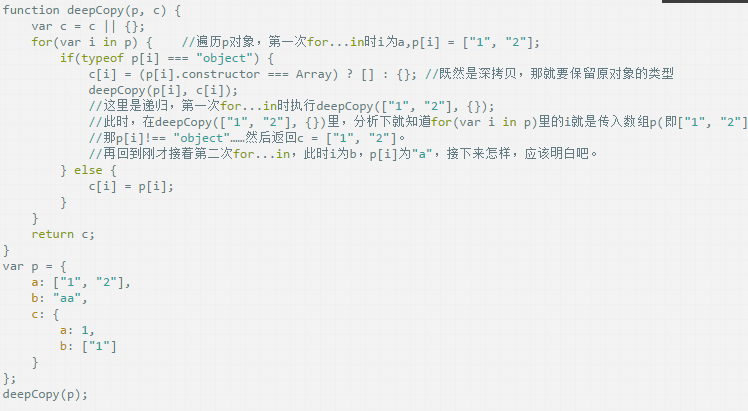 function deepCopy(p, c) {
    var c = c || {};
    for(var i in p) {    //遍历p对象，第一次for...in时i为a,p[i] = ["1", "2"];
        if(typeof p[i] === "object") {
            c[i] = (p[i].constructor === Array) ? [] : {}; //既然是深拷贝，那就要保留原对象的类型
            deepCopy(p[i], c[i]);
            //这里是递归，第一次for...in时执行deepCopy(["1", "2"], {});
            //此时，在deepCopy(["1", "2"], {})里，分析下就知道for(var i in p)里的i就是传入数组p(即["1", "2"]
            //那p[i]!== "object"……然后返回c = ["1", "2"]。
            //再回到刚才接着第二次for...in，此时i为b，p[i]为"a"，接下来怎样，应该明白吧。
        } else {
            c[i] = p[i];
        }
    }
    return c;
}
var p = {
    a: ["1", "2"],
    b: "aa",
    c: {
        a: 1,
        b: ["1"]
    }
};
deepCopy(p);